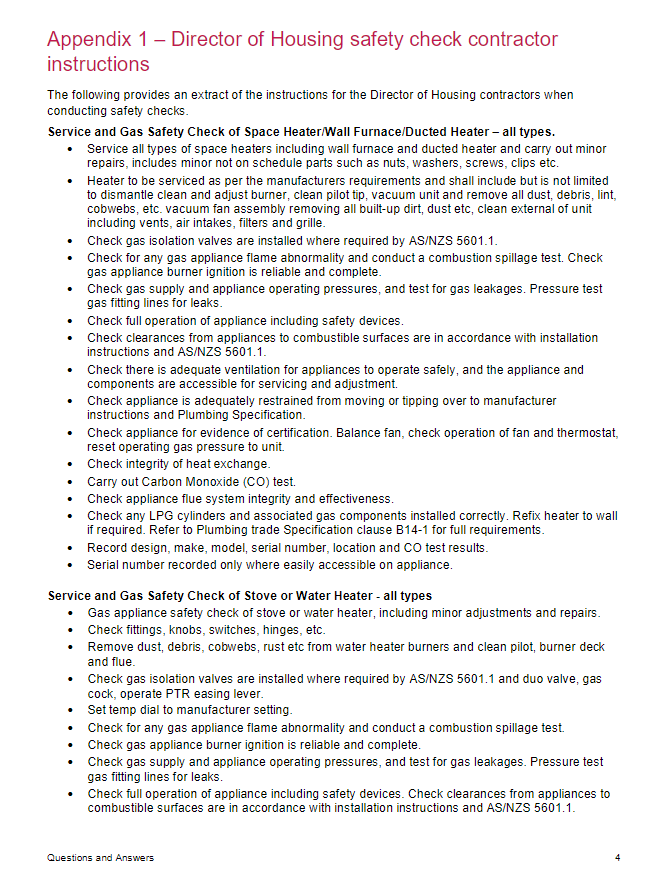 Appendix 1 – Director of Housing safety check contractor
instructions
The following provides an extract of the instructions for the Director of Housing contractors when
conducting safety checks.
Service and Gas Safety Check of Space Heater/Wall Furnace/Ducted Heater – all types.
• Service all types of space heaters including wall furnace and ducted heater and carry out minor
repairs, includes minor not on schedule parts such as nuts, washers, screws, clips etc.
• Heater to be serviced as per the manufacturers requirements and shall include but is not limited
to dismantle clean and adjust burner, clean pilot tip, vacuum unit and remove all dust, debris, lint,
cobwebs, etc. vacuum fan assembly removing all built-up dirt, dust etc, clean external of unit
including vents, air intakes, filters and grille.
• Check gas isolation valves are installed where required by AS/NZS 5601.1.
• Check for any gas appliance flame abnormality and conduct a combustion spillage test. Check
gas appliance burner ignition is reliable and complete.
• Check gas supply and appliance operating pressures, and test for gas leakages. Pressure test
gas fitting lines for leaks.
• Check full operation of appliance including safety devices.
• Check clearances from appliances to combustible surfaces are in accordance with installation
instructions and AS/NZS 5601.1.
• Check there is adequate ventilation for appliances to operate safely, and the appliance and
components are accessible for servicing and adjustment.
• Check appliance is adequately restrained from moving or tipping over to manufacturer
instructions and Plumbing Specification.
• Check appliance for evidence of certification. Balance fan, check operation of fan and thermostat,
reset operating gas pressure to unit.
• Check integrity of heat exchange.
• Carry out Carbon Monoxide (CO) test.
• Check appliance flue system integrity and effectiveness.
• Check any LPG cylinders and associated gas components installed correctly. Refix heater to wall
if required. Refer to Plumbing trade Specification clause B14-1 for full requirements.
• Record design, make, model, serial number, location and CO test results.
• Serial number recorded only where easily accessible on appliance.
Service and Gas Safety Check of Stove or Water Heater - all types
• Gas appliance safety check of stove or water heater, including minor adjustments and repairs.
• Check fittings, knobs, switches, hinges, etc.
• Remove dust, debris, cobwebs, rust etc from water heater burners and clean pilot, burner deck
and flue.
• Check gas isolation valves are installed where required by AS/NZS 5601.1 and duo valve, gas
cock, operate PTR easing lever.
• Set temp dial to manufacturer setting.
• Check for any gas appliance flame abnormality and conduct a combustion spillage test.
• Check gas appliance burner ignition is reliable and complete.
• Check gas supply and appliance operating pressures, and test for gas leakages. Pressure test
gas fitting lines for leaks.
• Check full operation of appliance including safety devices. Check clearances from appliances to
combustible surfaces are in accordance with installation instructions and AS/NZS 5601.1.
Questions and Answers 4